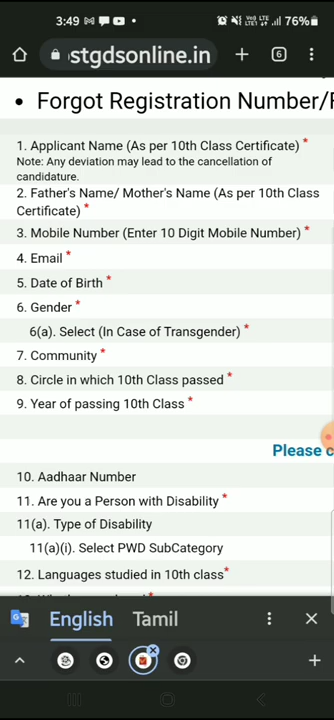 3:49
76%
stgdsonline.in
6
• Forgot Registration Number/
1. Applicant Name (As per 10th Class Certificate) *
Note: Any deviation may lead to the cancellation of
candidature.
2. Father's Name/ Mother's Name (As per 10th Class
Certificate) *
3. Mobile Number (Enter 10 Digit Mobile Number) *
4. Email *
5. Date of Birth *
6. Gender *
6(a). Select (In Case of Transgender) *
7. Community *
8. Circle in which 10th Class passed *
9. Year of passing 10th Class *
Please c
10. Aadhaar Number
11. Are you a Person with Disability *
11(a). Type of Disability
11(a)(i). Select PWD SubCategory
12. Languages studied in 10th class*
English Tamil